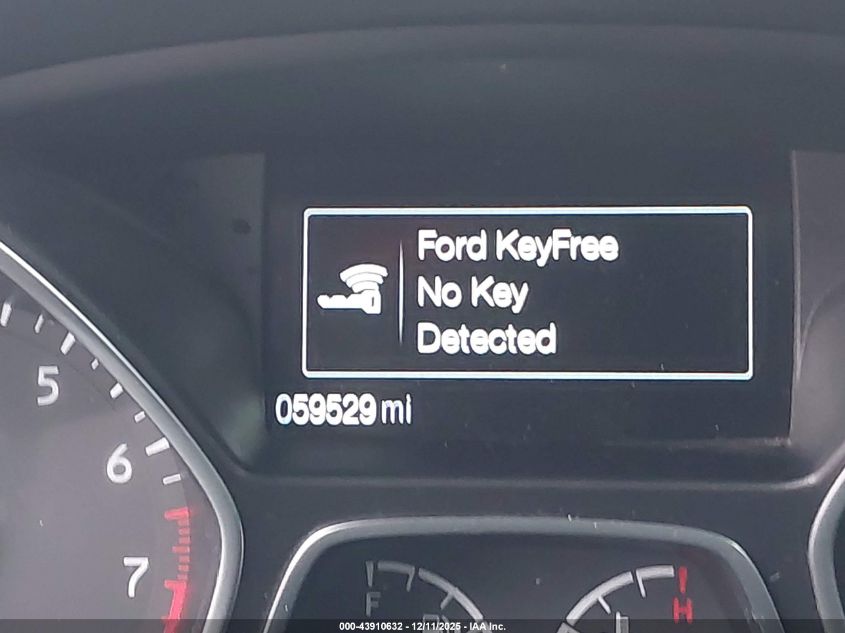 Ford KeyFree
No Key
Detected
059529 mi
5
6
7
F
H
000-43910632 - 12/11/2025 - IAA Inc.